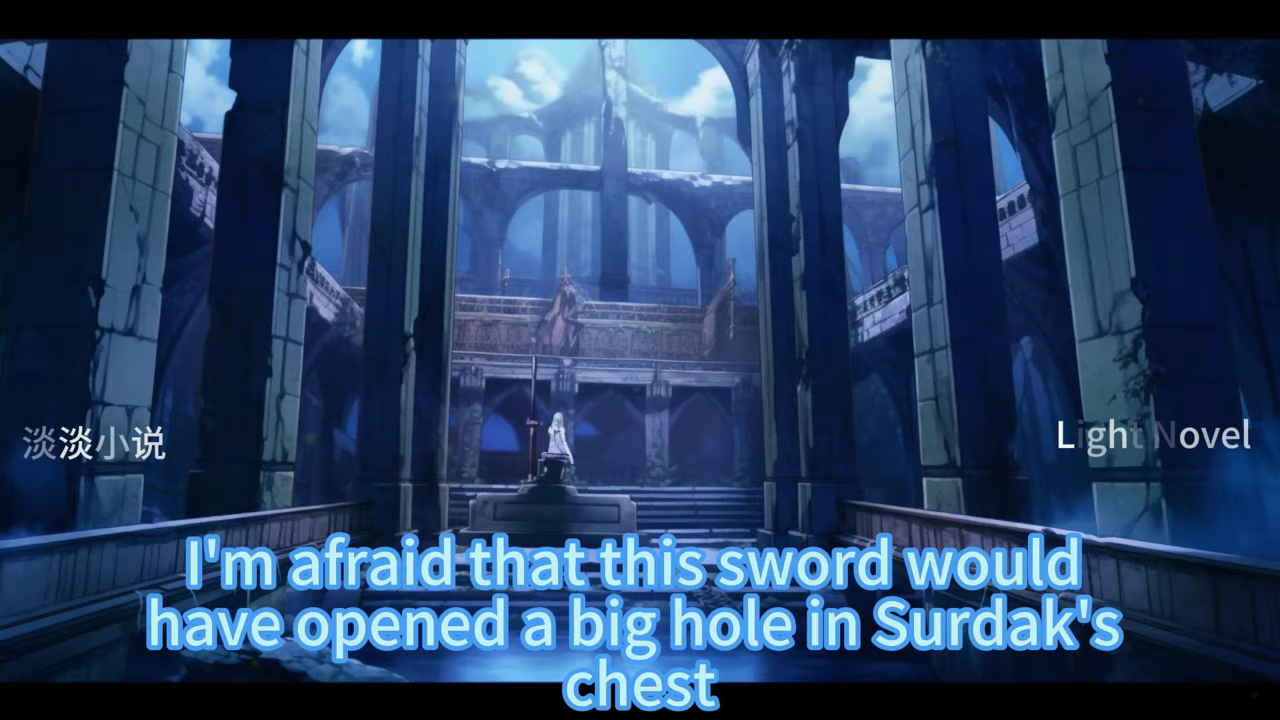 淡淡小说
Light Novel
I'm afraid that this sword would
have opened a big hole in Surdak's
chest